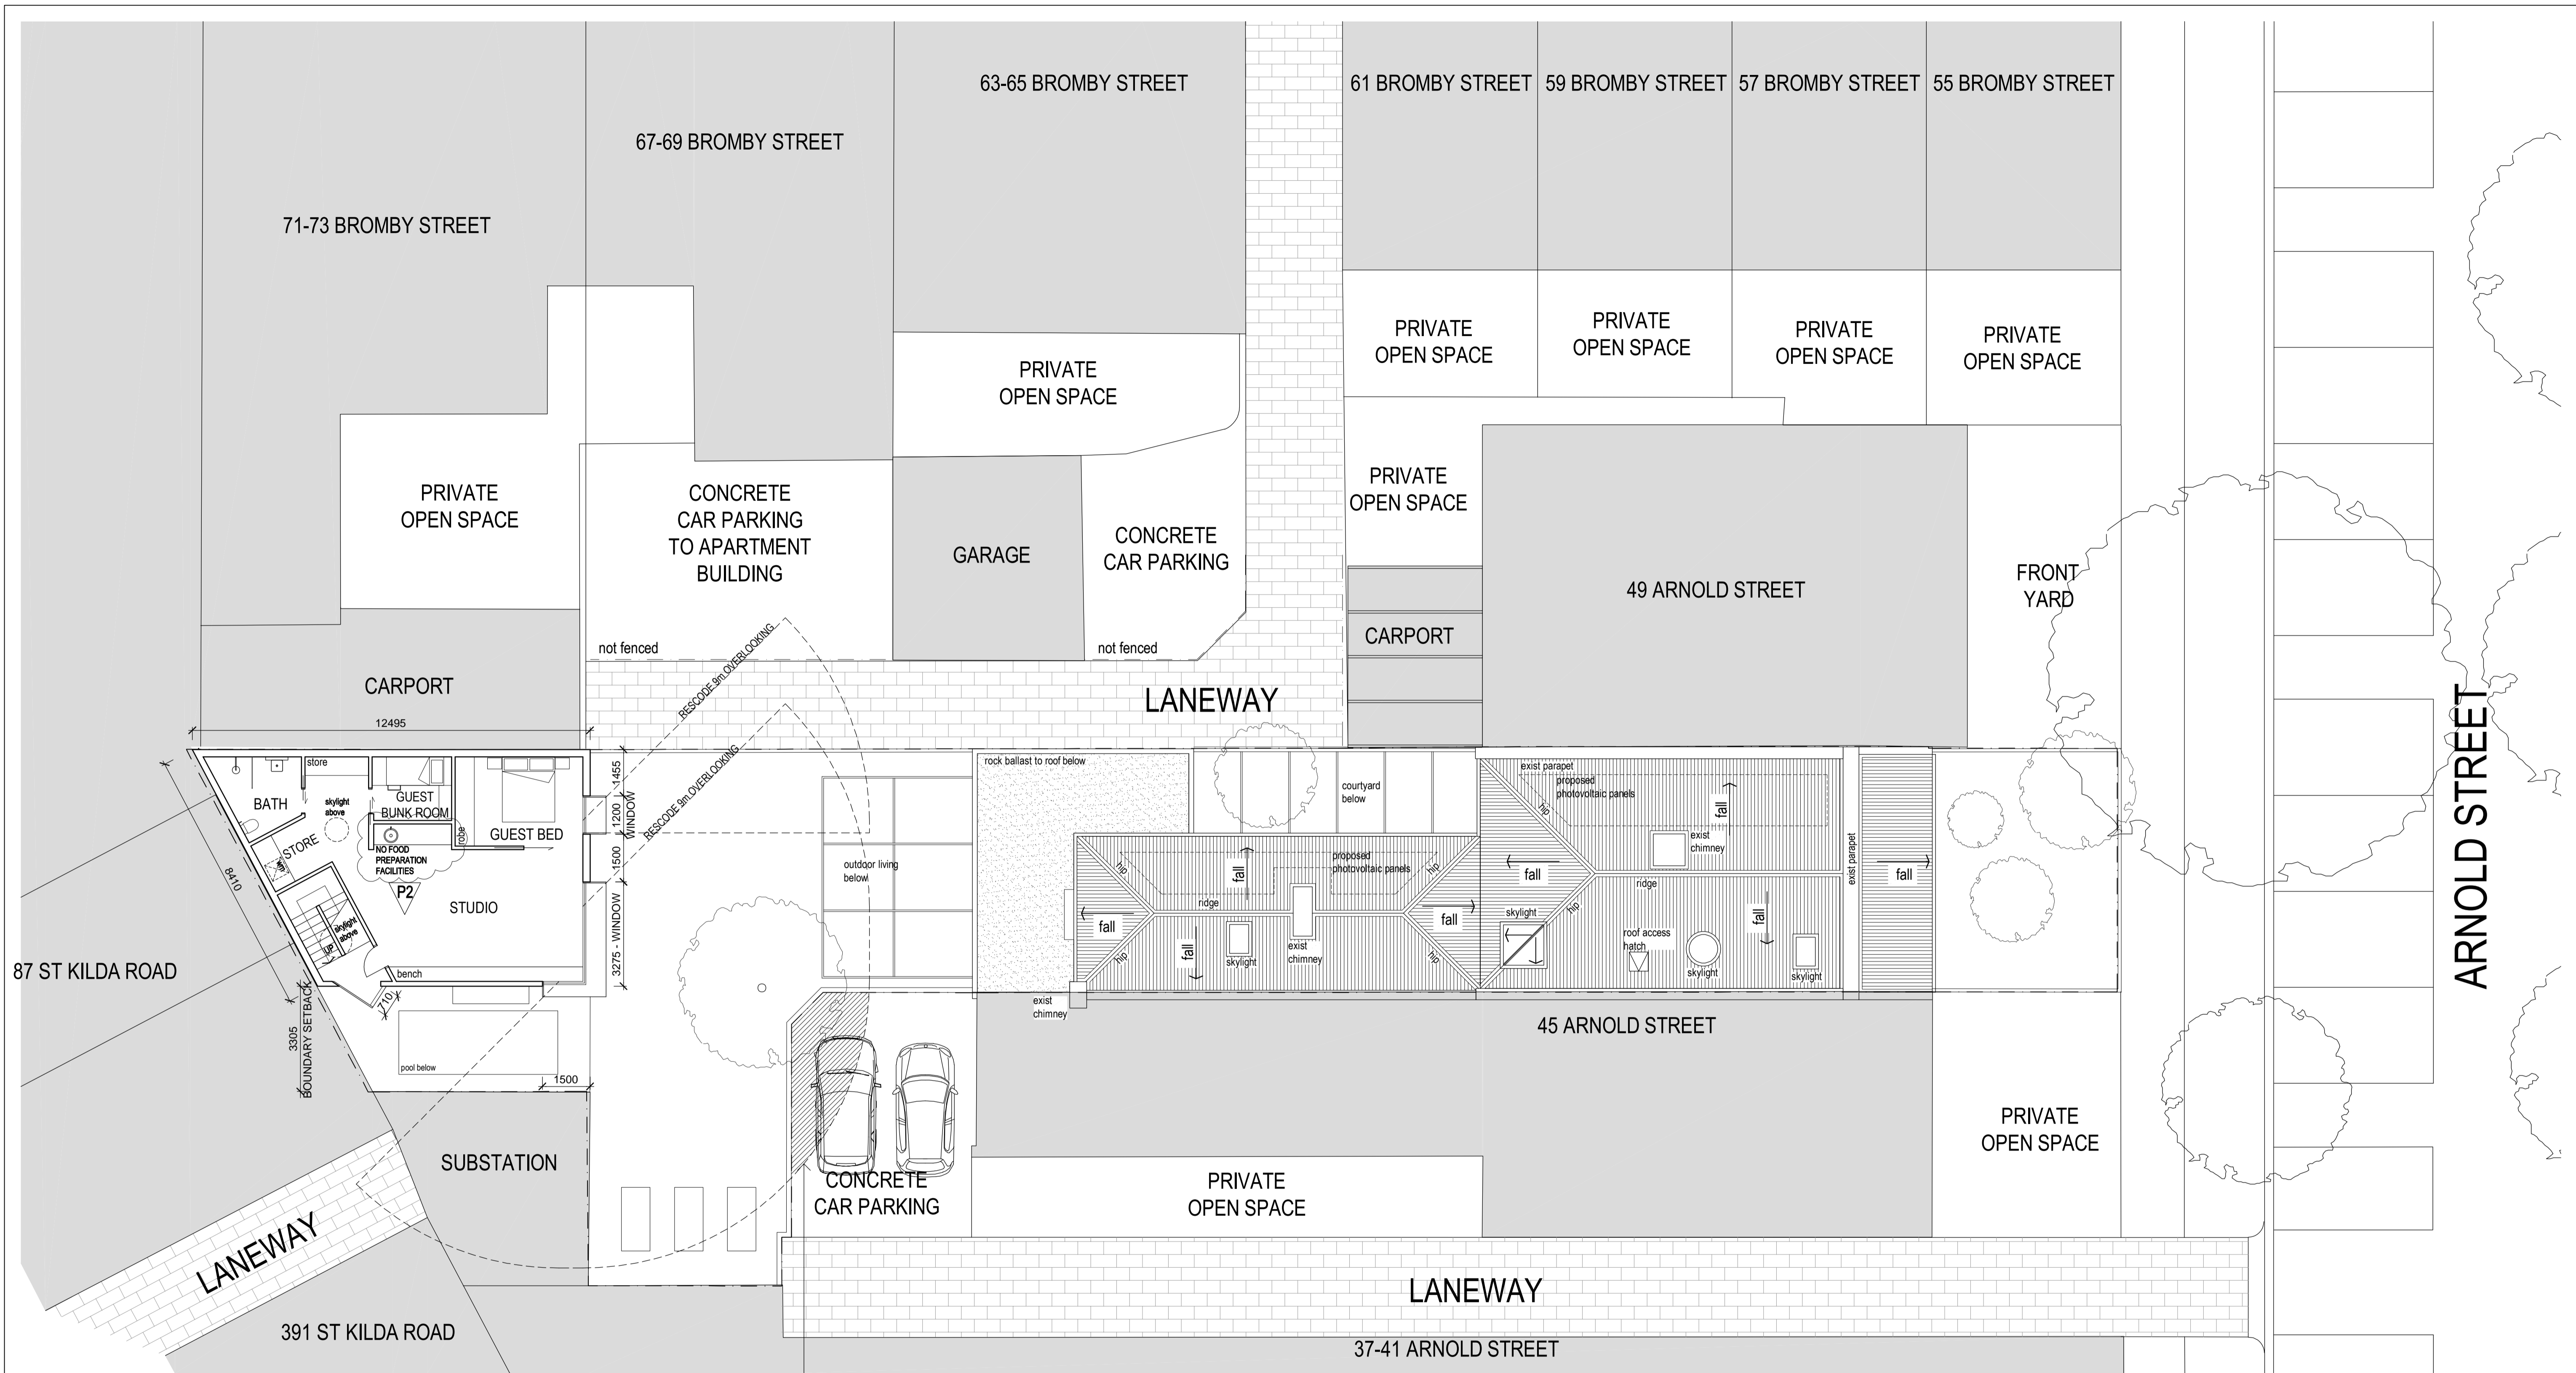 63-65 BROMBY STREET
61 BROMBY STREET
59 BROMBY STREET
57 BROMBY STREET
55 BROMBY STREET
67-69 BROMBY STREET
71-73 BROMBY STREET
PRIVATE
OPEN SPACE
PRIVATE
OPEN SPACE
PRIVATE
OPEN SPACE
PRIVATE
OPEN SPACE
PRIVATE
OPEN SPACE
PRIVATE
OPEN SPACE
CONCRETE
CAR PARKING
TO APARTMENT
BUILDING
GARAGE
CONCRETE
CAR PARKING
PRIVATE
OPEN SPACE
49 ARNOLD STREET
FRONT
YARD
CARPORT
not fenced
not fenced
RESCODE 9m OVERLOOKING
RESCODE 9m OVERLOOKING
CARPORT
LANEWAY
ARNOLD STREET
12495
8410
store
BATH
skylight
above
GUEST
BUNK ROOM
robe
GUEST BED
STORE
NO FOOD
PREPARATION
FACILITIES
P2
STUDIO
skylight
above
UP
bench
1455
1200
WINDOW
1500
3275 - WINDOW
710
3305
BOUNDARY SETBACK
pool below
1500
87 ST KILDA ROAD
outdoor living
below
rock ballast to roof below
courtyard
below
exist parapet
proposed
photovoltaic panels
hip
fall
exist
chimney
exist parapet
fall
proposed
photovoltaic panels
hip
hip
fall
fall
ridge
ridge
fall
fall
hip
skylight
fall
hip
fall
skylight
exist
chimney
hip
roof access
hatch
skylight
fall
skylight
exist
chimney
45 ARNOLD STREET
SUBSTATION
CONCRETE
CAR PARKING
PRIVATE
OPEN SPACE
PRIVATE
OPEN SPACE
LANEWAY
LANEWAY
391 ST KILDA ROAD
37-41 ARNOLD STREET